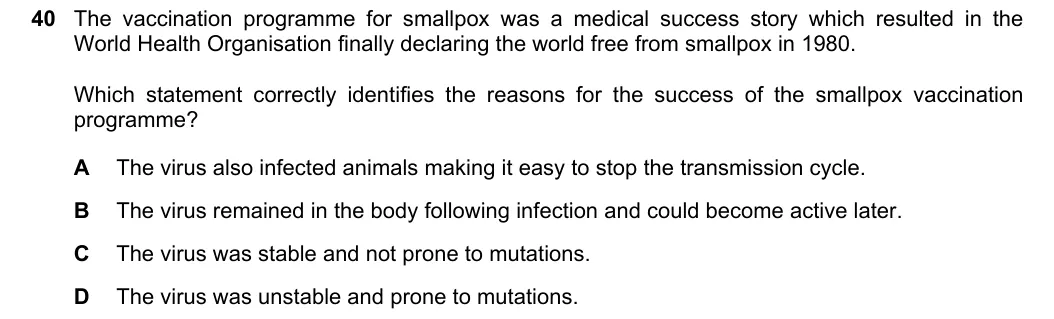 40 The vaccination programme for smallpox was a medical success story which resulted in the
World Health Organisation finally declaring the world free from smallpox in 1980.
Which statement correctly identifies the reasons for the success of the smallpox vaccination
programme?
A The virus also infected animals making it easy to stop the transmission cycle.
B The virus remained in the body following infection and could become active later.
C The virus was stable and not prone to mutations.
D The virus was unstable and prone to mutations.